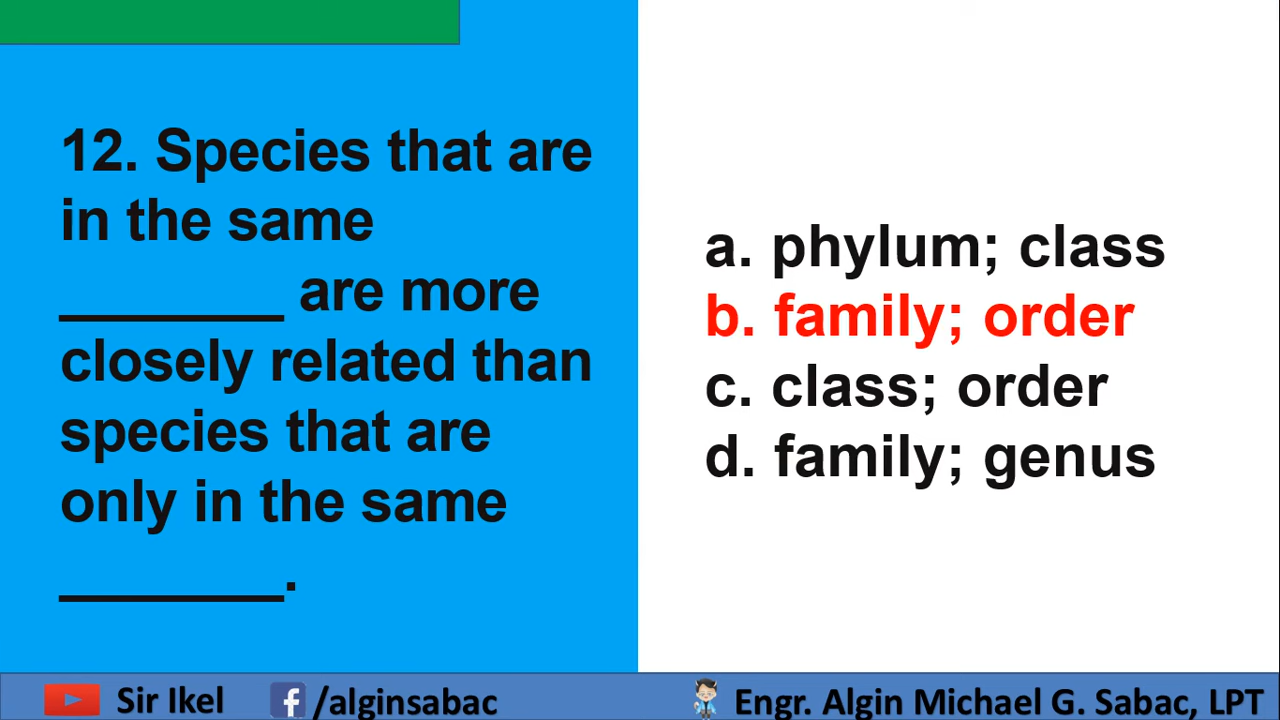 12. Species that are
in the same
________ are more
closely related than
species that are
only in the same
________.
a. phylum; class
b. family; order
c. class; order
d. family; genus
Sir Ikel
/alginsabac
Engr. Algin Michael G. Sabac, LPT